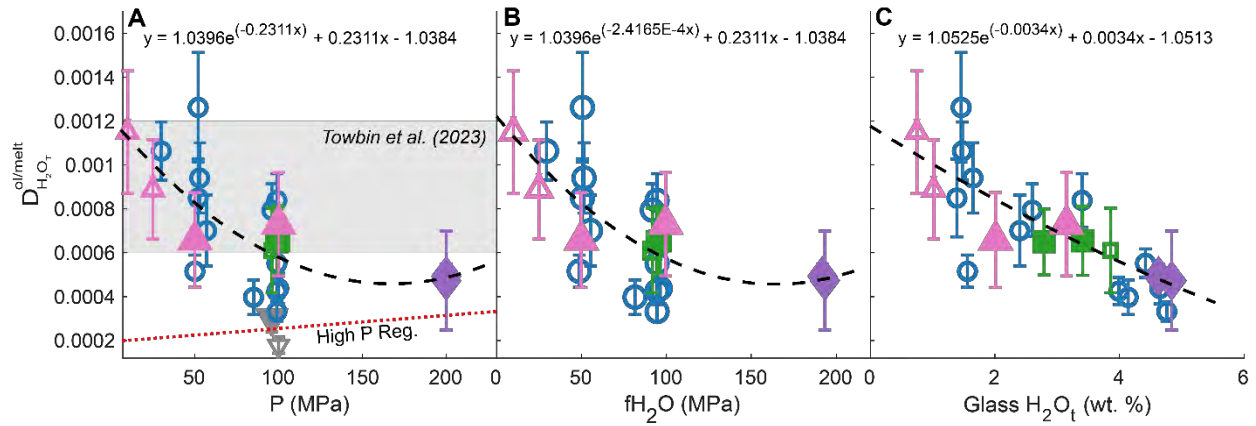 A
B
C
y = 1.0396e^(-0.2311x) + 0.2311x - 1.0384
y = 1.0396e^(-2.4165E-4x) + 0.2311x - 1.0384
y = 1.0525e^(-0.0034x) + 0.0034x - 1.0513
0.0016
0.0014
0.0012
0.001
0.0008
0.0006
0.0004
0.0002
D^ol/melt_H₂O_T
Towbin et al. (2023)
High P Reg.
50 100 150 200
0 50 100 150 200
0 2 4 6
P (MPa)
fH₂O (MPa)
Glass H₂Oₜ (wt. %)